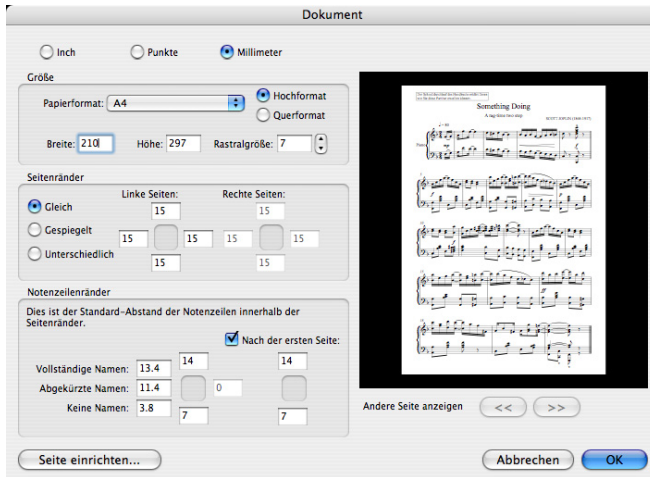 Dokument
Inch Punkte Millimeter
Größe
Papierformat: A4
Hochformat
Querformat
Breite: 210 Höhe: 297 Rastralgröße: 7
Seitenränder
Linke Seiten: Rechte Seiten:
Gleich
15 15
Gespiegelt
15 15 15 15
Unterschiedlich
15 15
Notenzeilenränder
Dies ist der Standard-Abstand der Notenzeilen innerhalb der
Seitenränder.
Nach der ersten Seite:
14 14
Vollständige Namen: 13.4
Abgekürzte Namen: 11.4 0
Keine Namen: 3.8
7 7
Something Doing
A rag-time two step
SCOTT JOPLIN (1868-1917)
Piano
Andere Seite anzeigen << >>
Seite einrichten... Abbrechen OK